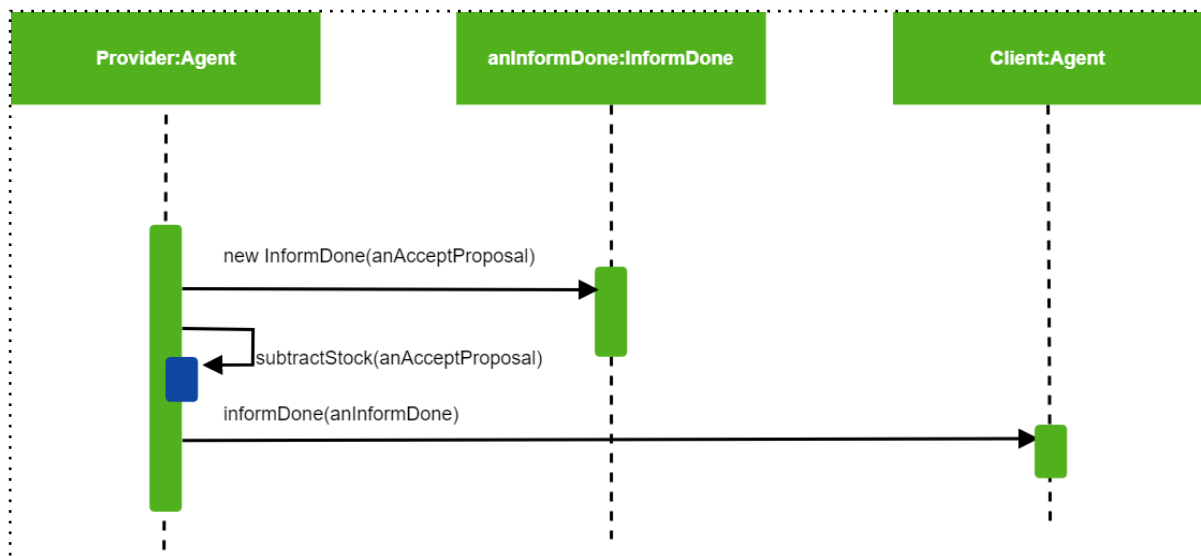 Provider:Agent
anInformDone:InformDone
Client:Agent
new InformDone(anAcceptProposal)
subtractStock(anAcceptProposal)
informDone(anInformDone)